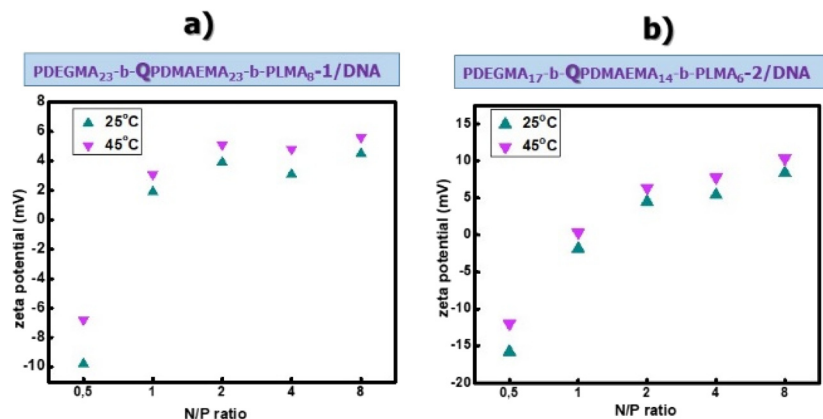 a)
PDEGMA₂₃-b-QPDMAEMA₂₃-b-PLMA₈-1/DNA
25°C
45°C
8
6
4
2
0
-2
-4
-6
-8
-10
zeta potential (mV)
0,5 1 2 4 8
N/P ratio
b)
PDEGMA₁₇-b-QPDMAEMA₁₄-b-PLMA₆-2/DNA
25°C
45°C
15
10
5
0
-5
-10
-15
-20
zeta potential (mV)
0,5 1 2 4 8
N/P ratio